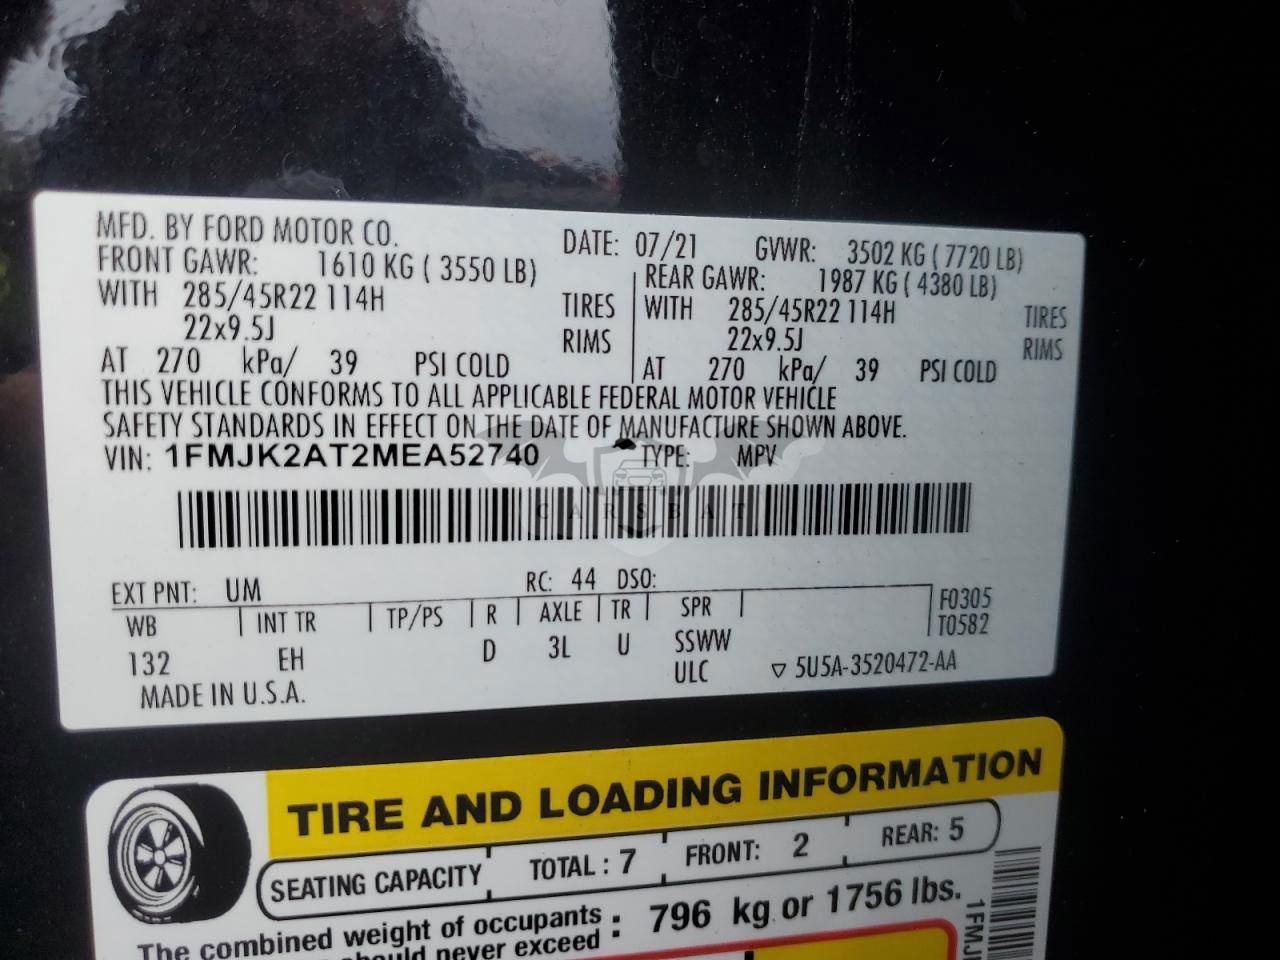 MFD. BY FORD MOTOR CO. DATE: 07/21 GVWR: 3502 KG ( 7720 LB)
FRONT GAWR: 1610 KG ( 3550 LB) REAR GAWR: 1987 KG ( 4380 LB)
WITH 285/45R22 114H TIRES WITH 285/45R22 114H TIRES
22x9.5J RIMS 22x9.5J RIMS
AT 270 kPa/ 39 PSI COLD AT 270 kPa/ 39 PSI COLD
THIS VEHICLE CONFORMS TO ALL APPLICABLE FEDERAL MOTOR VEHICLE
SAFETY STANDARDS IN EFFECT ON THE DATE OF MANUFACTURE SHOWN ABOVE.
VIN: 1FMJK2AT2MEA52740 TYPE: MPV
CARSBAT
EXT PNT: UM RC: 44 DSO:
WB INT TR TP/PS R AXLE TR SPR F0305
T0582
132 EH D 3L U SSWW
ULC ▽ 5U5A-3520472-AA
MADE IN U.S.A.
TIRE AND LOADING INFORMATION
SEATING CAPACITY TOTAL : 7 FRONT: 2 REAR: 5
The combined weight of occupants
should never exceed : 796 kg or 1756 lbs.
1FMJ